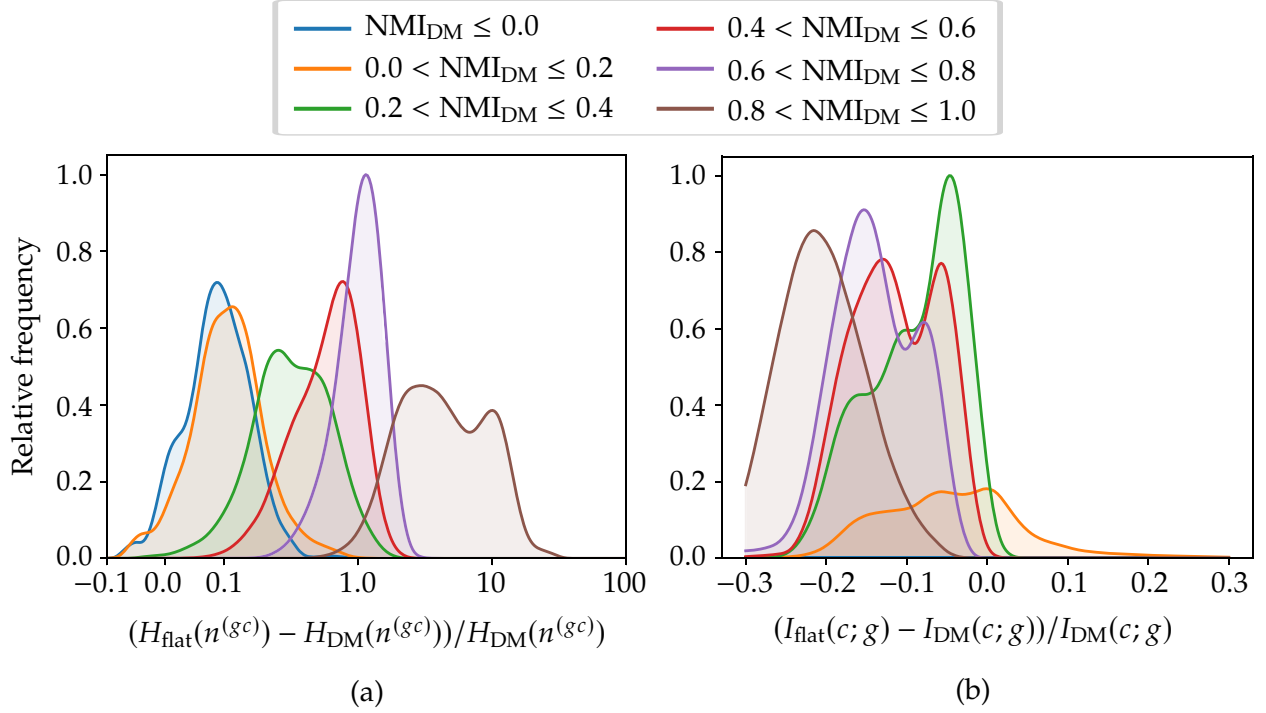 NMI_DM ≤ 0.0
0.0 < NMI_DM ≤ 0.2
0.2 < NMI_DM ≤ 0.4
0.4 < NMI_DM ≤ 0.6
0.6 < NMI_DM ≤ 0.8
0.8 < NMI_DM ≤ 1.0
Relative frequency
1.0
0.8
0.6
0.4
0.2
0.0
−0.1 0.0 0.1 1.0 10 100
(H_flat(n^(gc)) − H_DM(n^(gc)))/H_DM(n^(gc))
(a)
1.0
0.8
0.6
0.4
0.2
0.0
−0.3 −0.2 −0.1 0.0 0.1 0.2 0.3
(I_flat(c; g) − I_DM(c; g))/I_DM(c; g)
(b)